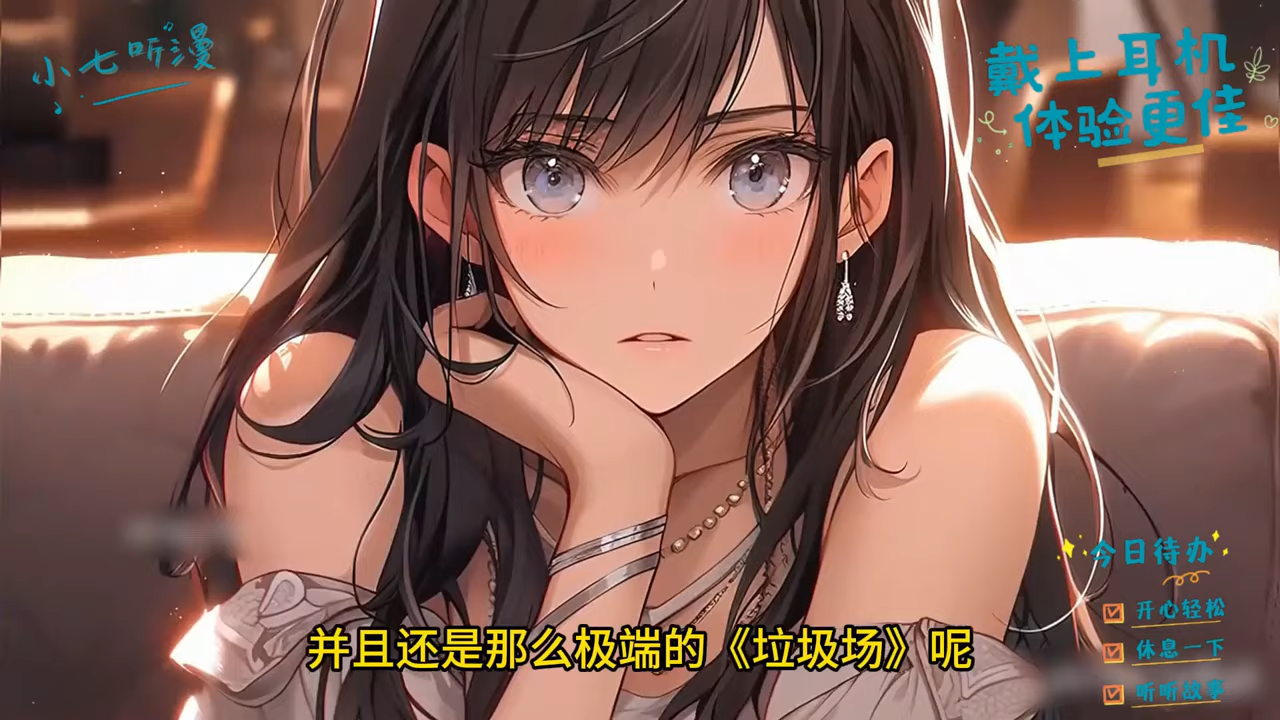 小七听漫
戴上耳机
体验更佳
今日待办
开心轻松
休息一下
听听故事
并且还是那么极端的《垃圾场》呢